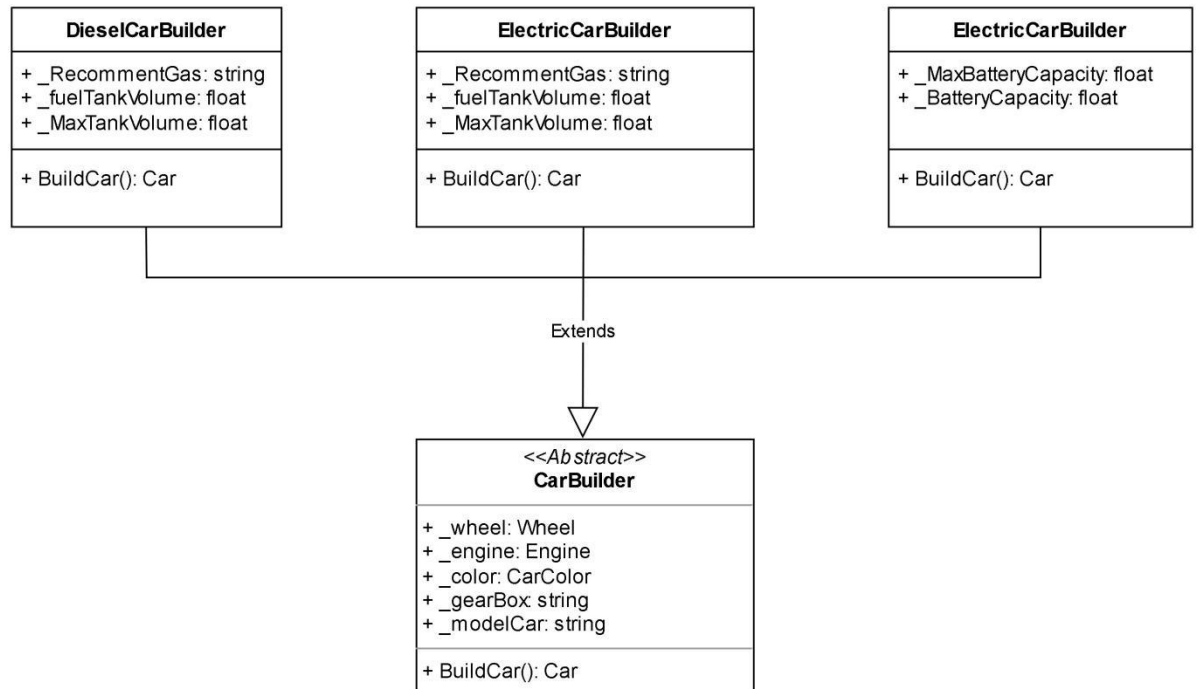 DieselCarBuilder
+ _RecommentGas: string
+ _fuelTankVolume: float
+ _MaxTankVolume: float
+ BuildCar(): Car
ElectricCarBuilder
+ _RecommentGas: string
+ _fuelTankVolume: float
+ _MaxTankVolume: float
+ BuildCar(): Car
ElectricCarBuilder
+ _MaxBatteryCapacity: float
+ _BatteryCapacity: float
+ BuildCar(): Car
Extends
<<Abstract>>
CarBuilder
+ _wheel: Wheel
+ _engine: Engine
+ _color: CarColor
+ _gearBox: string
+ _modelCar: string
+ BuildCar(): Car